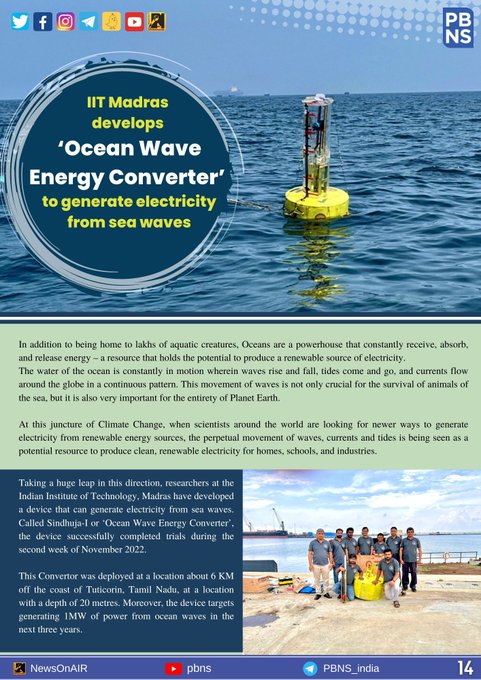 PB
NS
IIT Madras
develops
‘Ocean Wave
Energy Converter’
to generate electricity
from sea waves
In addition to being home to lakhs of aquatic creatures, Oceans are a powerhouse that constantly receive, absorb,
and release energy – a resource that holds the potential to produce a renewable source of electricity.
The water of the ocean is constantly in motion wherein waves rise and fall, tides come and go, and currents flow
around the globe in a continuous pattern. This movement of waves is not only crucial for the survival of animals of
the sea, but it is also very important for the entirety of Planet Earth.
At this juncture of Climate Change, when scientists around the world are looking for newer ways to generate
electricity from renewable energy sources, the perpetual movement of waves, currents and tides is being seen as a
potential resource to produce clean, renewable electricity for homes, schools, and industries.
Taking a huge leap in this direction, researchers at the
Indian Institute of Technology, Madras have developed
a device that can generate electricity from sea waves.
Called Sindhuja-I or ‘Ocean Wave Energy Converter’,
the device successfully completed trials during the
second week of November 2022.
This Convertor was deployed at a location about 6 KM
off the coast of Tuticorin, Tamil Nadu, at a location
with a depth of 20 metres. Moreover, the device targets
generating 1MW of power from ocean waves in the
next three years.
NewsOnAIR
pbns
PBNS_india
14